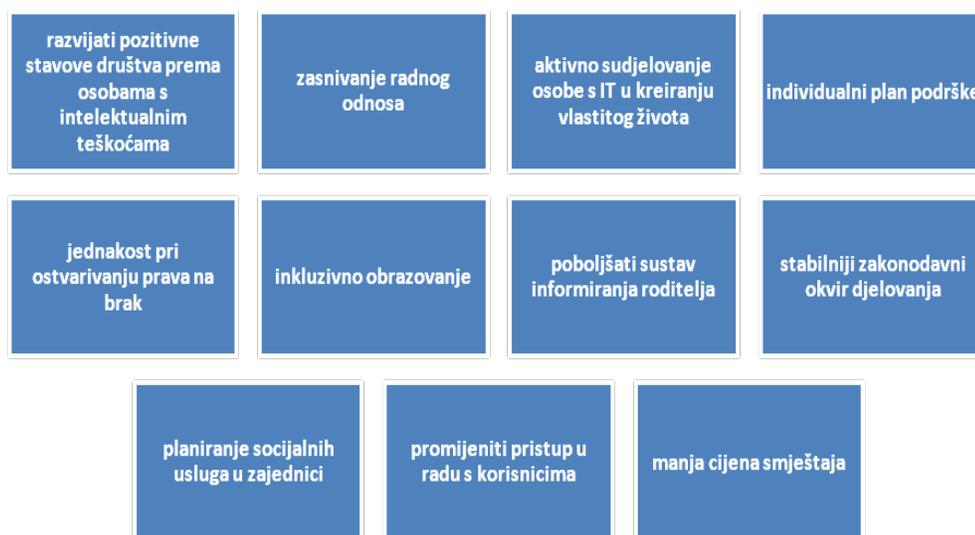 razvijati pozitivne
stavove društva prema
osobama s
intelektualnim
teškoćama
zasnivanje radnog
odnosa
aktivno sudjelovanje
osobe s IT u kreiranju
vlastitog života
individualni plan podrške
jednakost pri
ostvarivanju prava na
brak
inkluzivno obrazovanje
poboljšati sustav
informiranja roditelja
stabilniji zakonodavni
okvir djelovanja
planiranje socijalnih
usluga u zajednici
promijeniti pristup u
radu s korisnicima
manja cijena smještaja